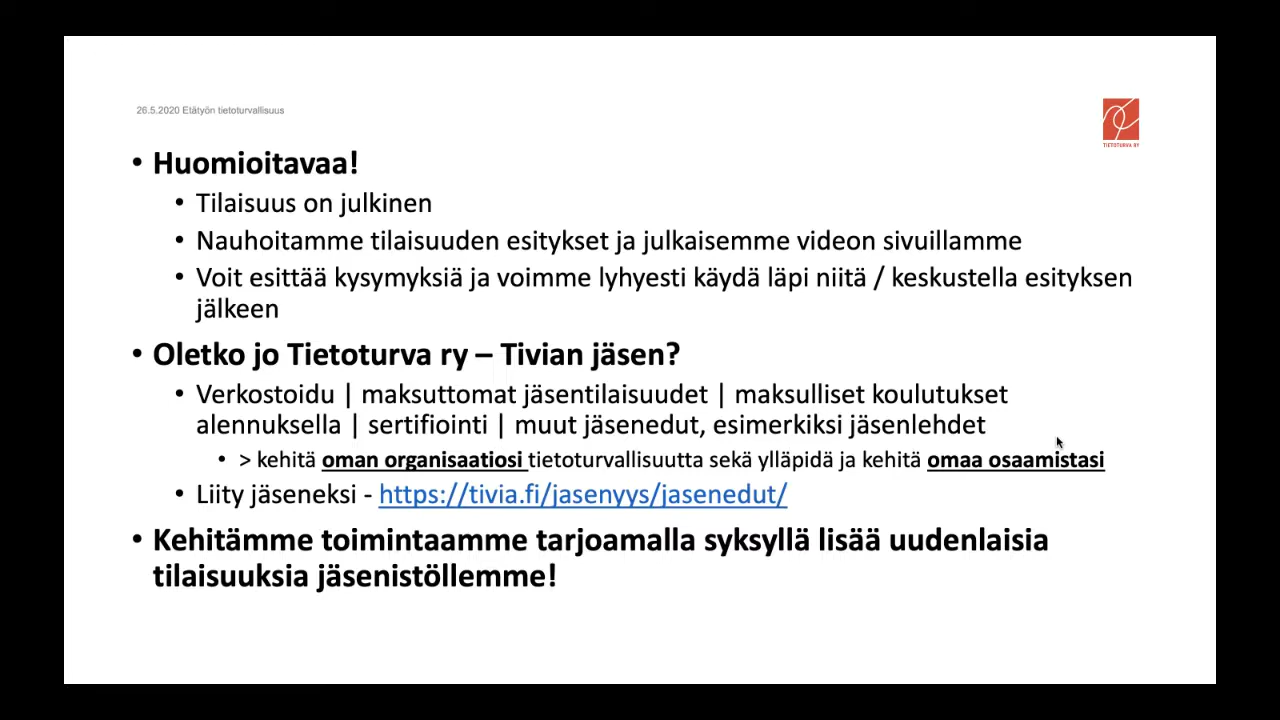 26.5.2020 Etätyön tietoturvallisuus
TIETOTURVA RY
• Huomioitavaa!
• Tilaisuus on julkinen
• Nauhoitamme tilaisuuden esitykset ja julkaisemme videon sivuillamme
• Voit esittää kysymyksiä ja voimme lyhyesti käydä läpi niitä / keskustella esityksen
jälkeen
• Oletko jo Tietoturva ry – Tivian jäsen?
• Verkostoidu | maksuttomat jäsentilaisuudet | maksulliset koulutukset
alennuksella | sertifiointi | muut jäsenedut, esimerkiksi jäsenlehdet
• > kehitä oman organisaatiosi tietoturvallisuutta sekä ylläpidä ja kehitä omaa osaamistasi
• Liity jäseneksi - https://tivia.fi/jasenyys/jasenedut/
• Kehitämme toimintaamme tarjoamalla syksyllä lisää uudenlaisia
tilaisuuksia jäsenistöllemme!